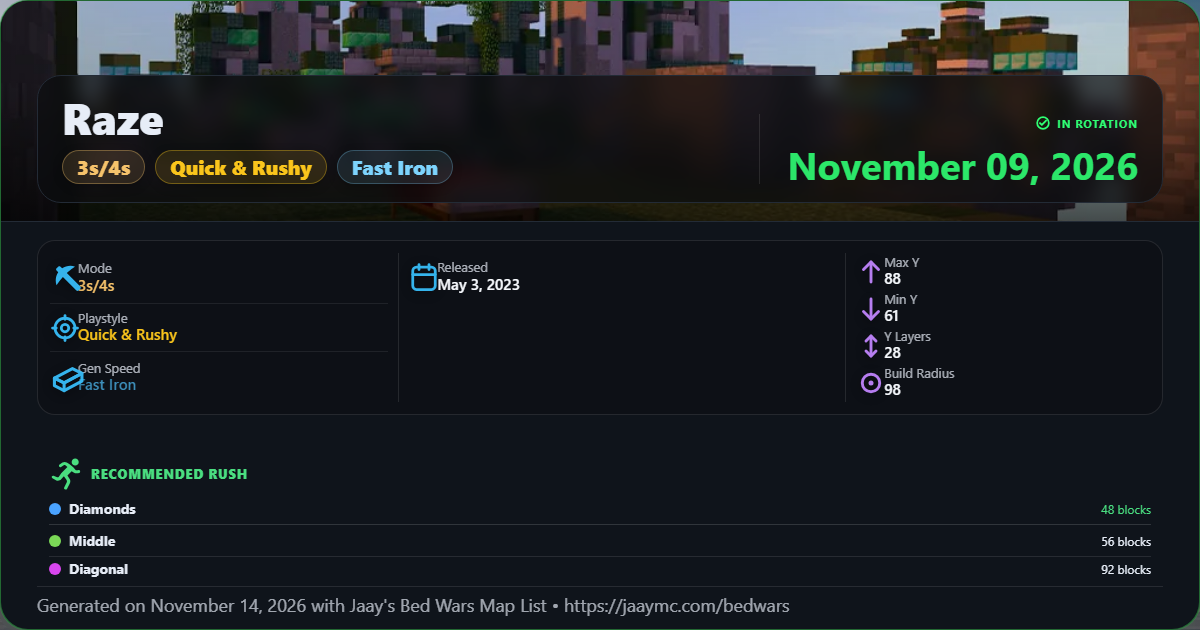 Raze
3s/4s
Quick & Rushy
Fast Iron
IN ROTATION
November 09, 2026
Mode
3s/4s
Playstyle
Quick & Rushy
Gen Speed
Fast Iron
Released
May 3, 2023
Max Y
88
Min Y
61
Y Layers
28
Build Radius
98
RECOMMENDED RUSH
Diamonds
48 blocks
Middle
56 blocks
Diagonal
92 blocks
Generated on November 14, 2026 with Jaay's Bed Wars Map List • https://jaaymc.com/bedwars